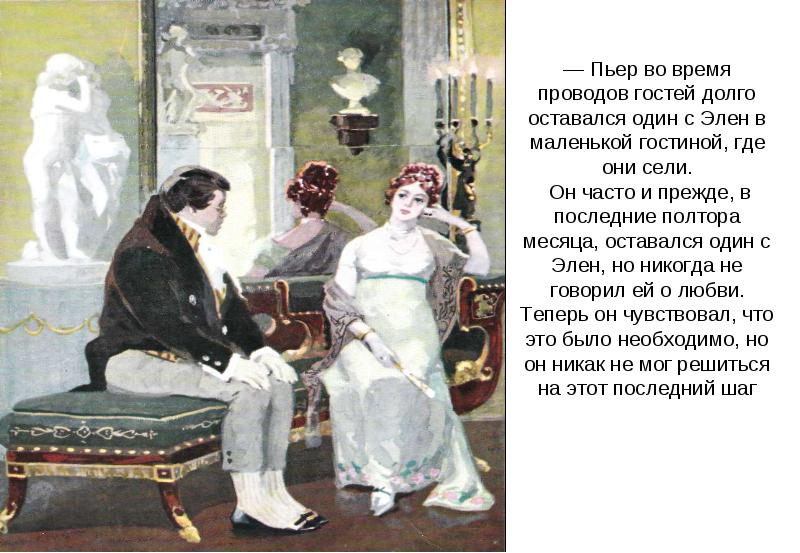 — Пьер во время
проводов гостей долго
оставался один с Элен в
маленькой гостиной, где
они сели.
Он часто и прежде, в
последние полтора
месяца, оставался один с
Элен, но никогда не
говорил ей о любви.
Теперь он чувствовал, что
это было необходимо, но
он никак не мог решиться
на этот последний шаг